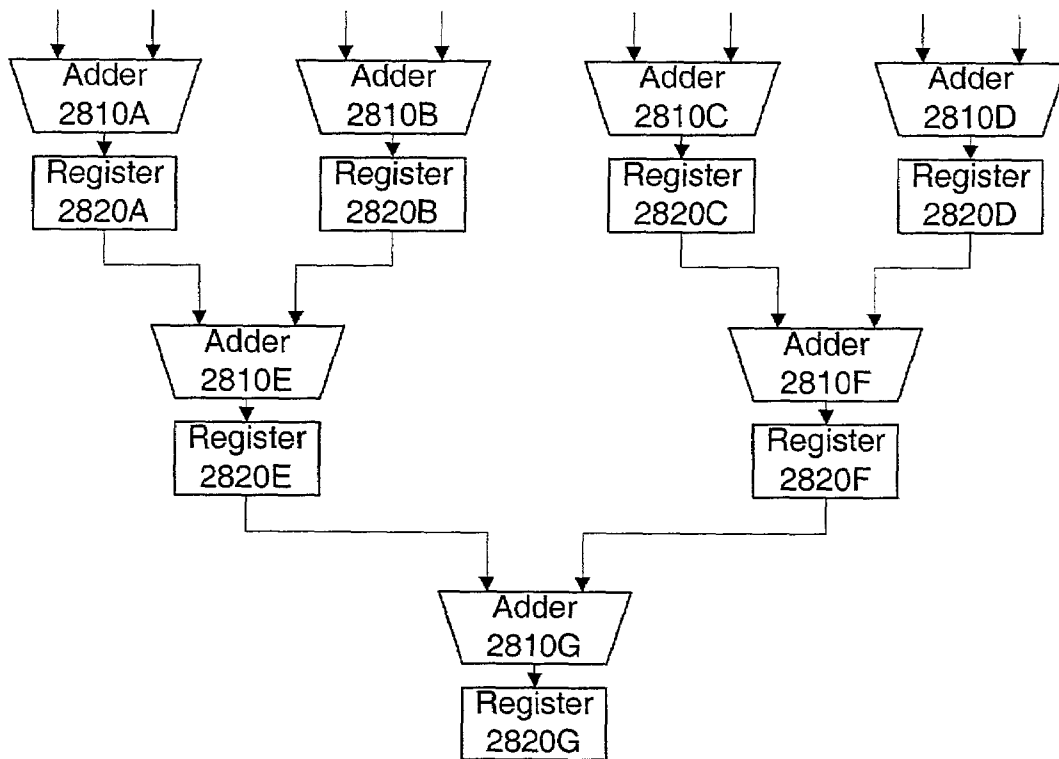 Adder
2810A
Adder
2810B
Adder
2810C
Adder
2810D
Register
2820A
Register
2820B
Register
2820C
Register
2820D
Adder
2810E
Adder
2810F
Register
2820E
Register
2820F
Adder
2810G
Register
2820G